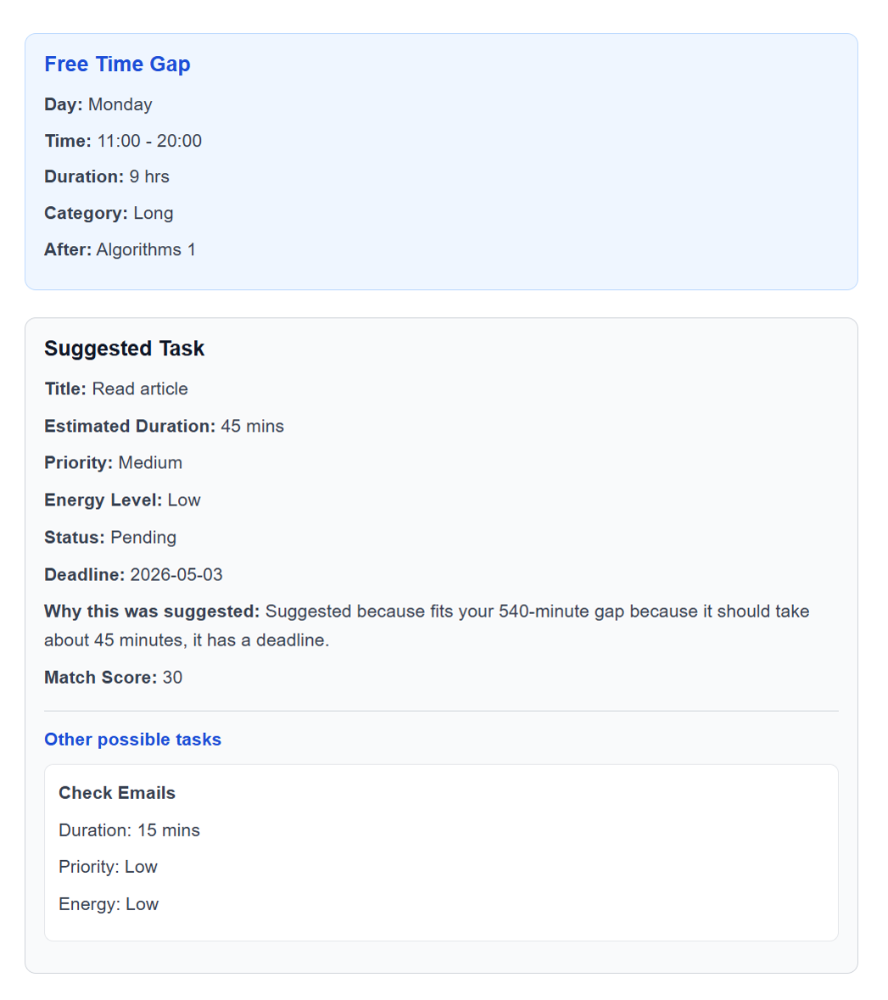 Free Time Gap
Day: Monday
Time: 11:00 - 20:00
Duration: 9 hrs
Category: Long
After: Algorithms 1
Suggested Task
Title: Read article
Estimated Duration: 45 mins
Priority: Medium
Energy Level: Low
Status: Pending
Deadline: 2026-05-03
Why this was suggested: Suggested because fits your 540-minute gap because it should take
about 45 minutes, it has a deadline.
Match Score: 30
Other possible tasks
Check Emails
Duration: 15 mins
Priority: Low
Energy: Low